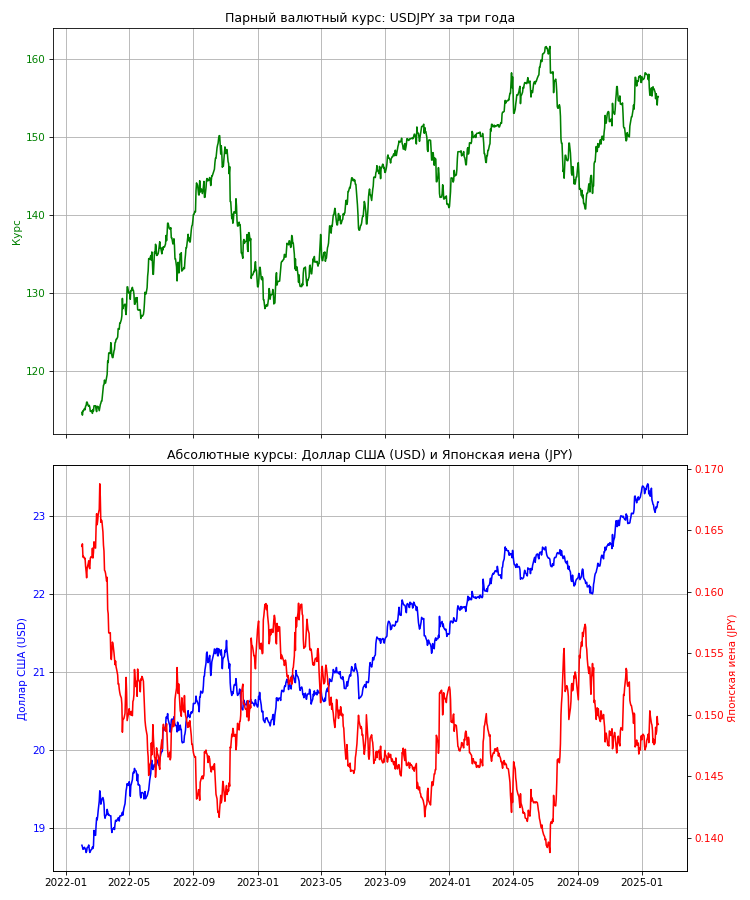 Парный валютный курс: USDJPY за три года
160
150
140
130
120
Курс
Абсолютные курсы: Доллар США (USD) и Японская иена (JPY)
23
22
21
20
19
Доллар США (USD)
0.170
0.165
0.160
0.155
0.150
0.145
0.140
Японская иена (JPY)
2022-01 2022-05 2022-09 2023-01 2023-05 2023-09 2024-01 2024-05 2024-09 2025-01